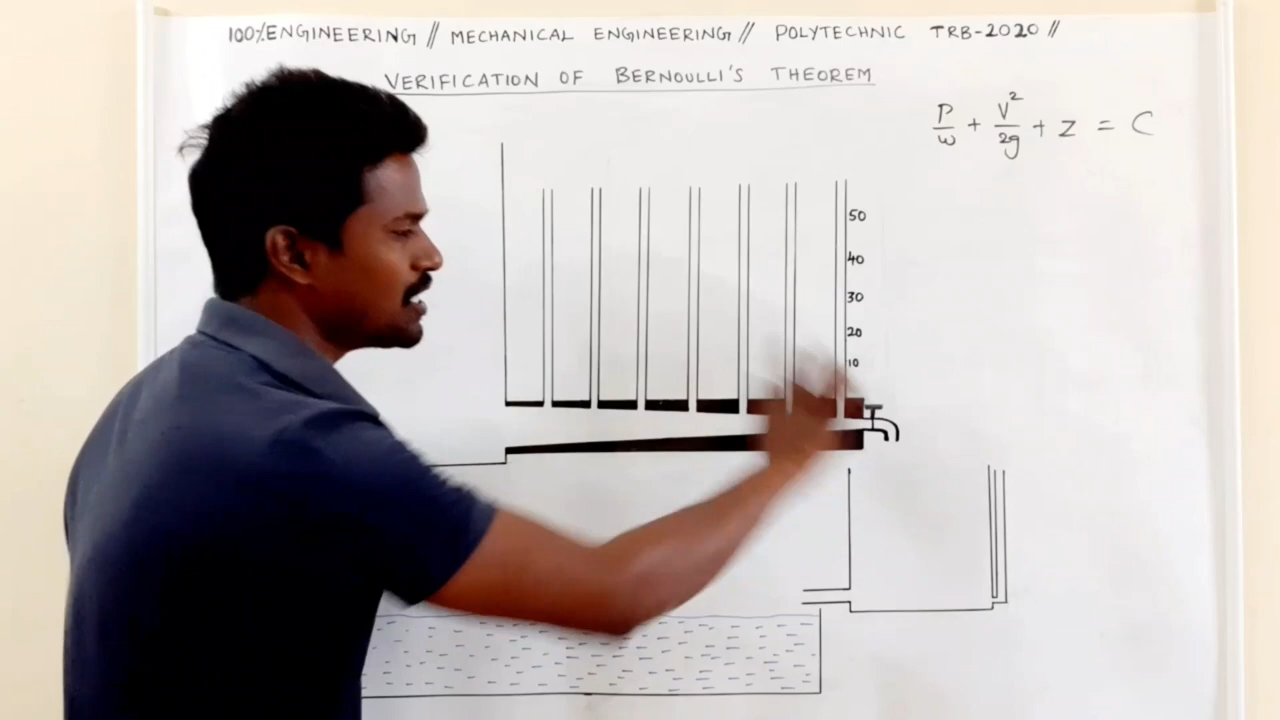 100%ENGINEERING // MECHANICAL ENGINEERING // POLYTECHNIC TRB-2020 //
VERIFICATION OF BERNOULLI'S THEOREM
P/w + V²/2g + Z = C
50
40
30
20
10